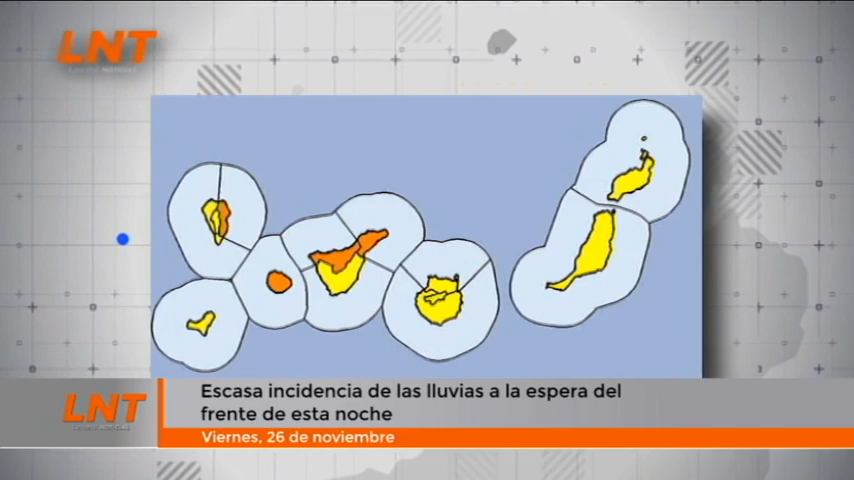 LNT
Escasa incidencia de las lluvias a la espera del
frente de esta noche
LNT
Viernes, 26 de noviembre